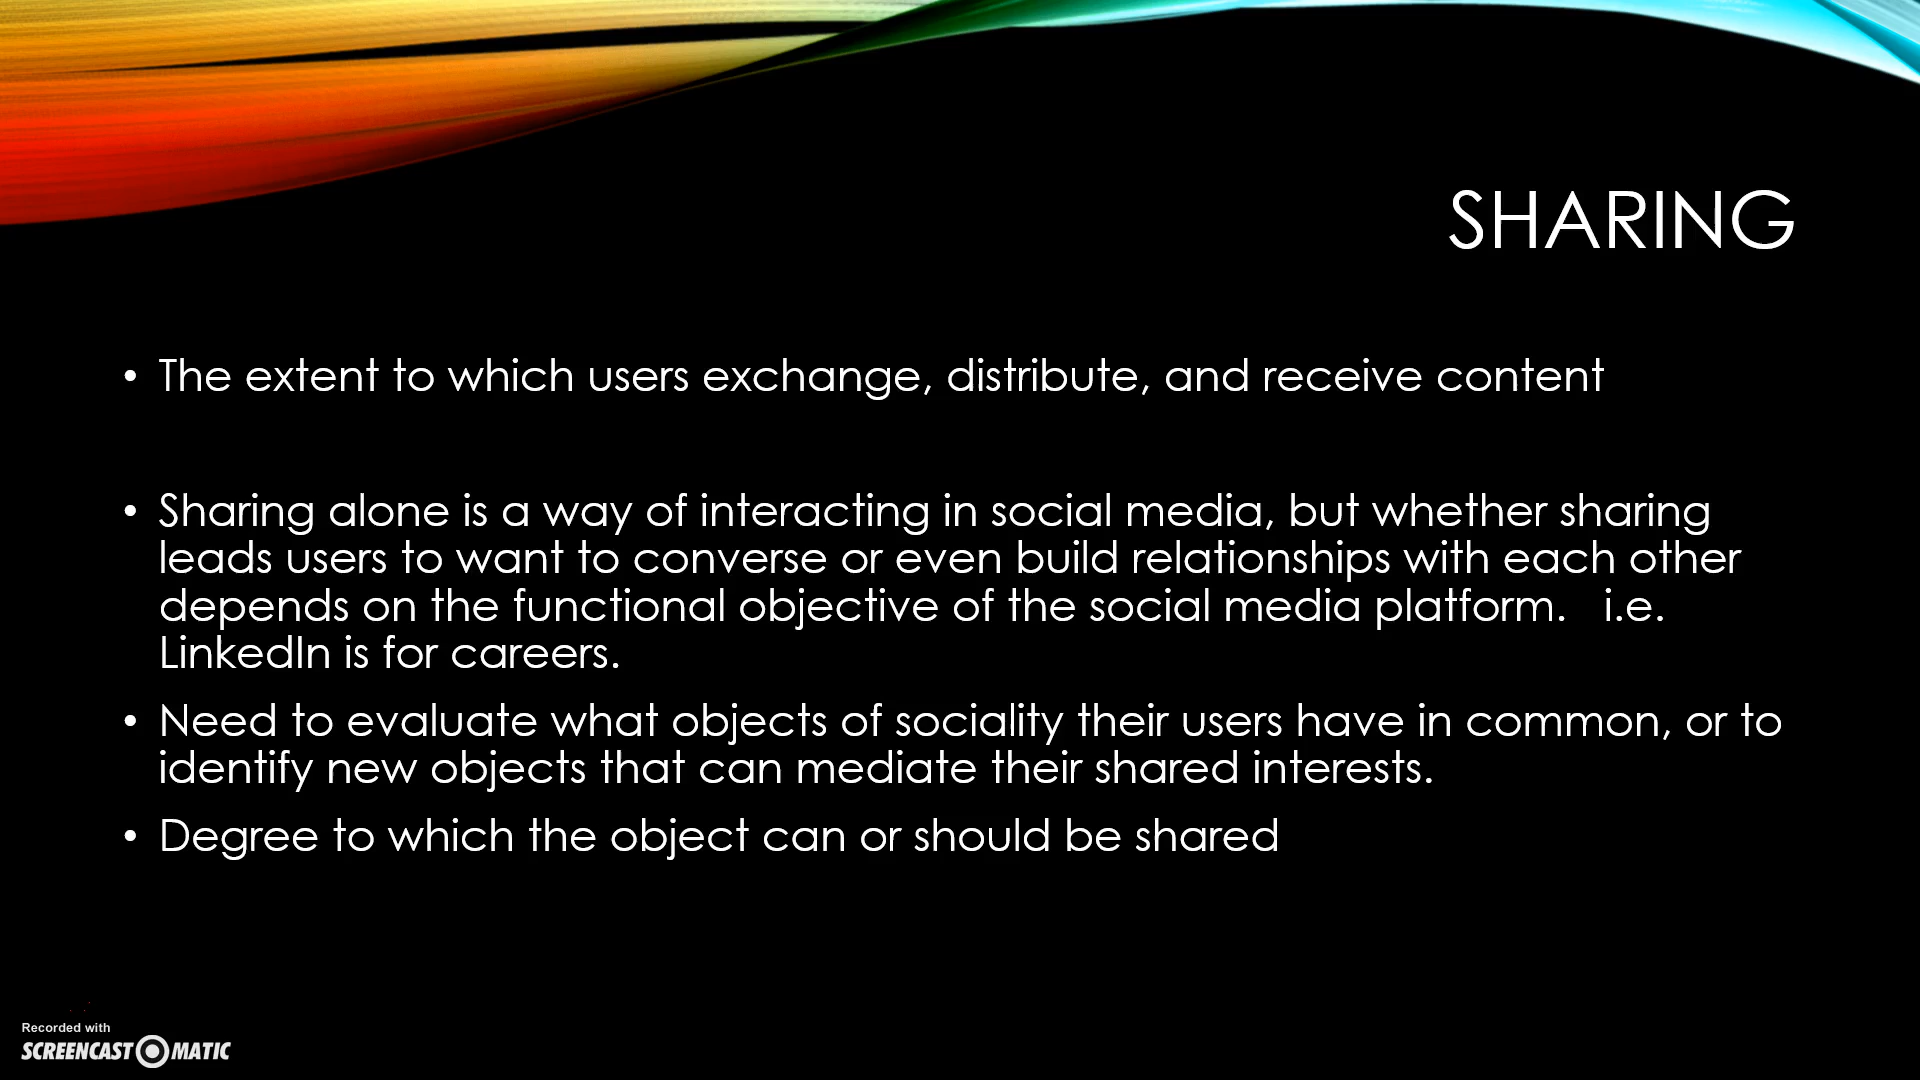 SHARING
• The extent to which users exchange, distribute, and receive content
• Sharing alone is a way of interacting in social media, but whether sharing
leads users to want to converse or even build relationships with each other
depends on the functional objective of the social media platform.   i.e.
LinkedIn is for careers.
• Need to evaluate what objects of sociality their users have in common, or to
identify new objects that can mediate their shared interests.
• Degree to which the object can or should be shared
Recorded with
SCREENCAST O MATIC